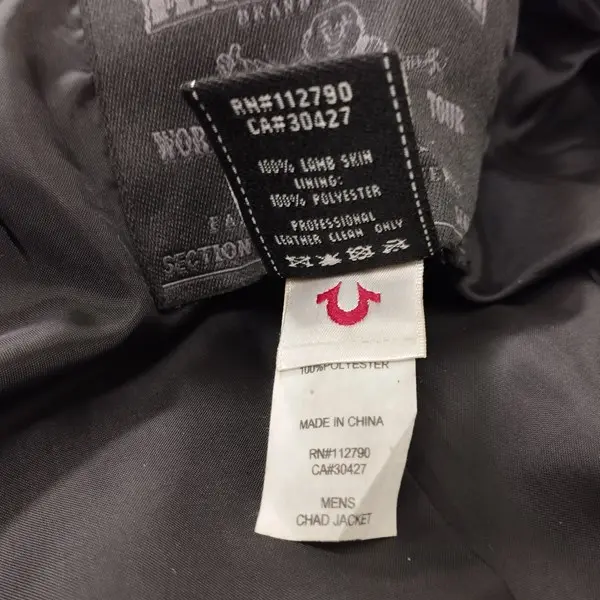 BRAND
RN#112790
CA#30427
TOUR
WOR
100% LAMB SKIN
LINING:
100% POLYESTER
PROFESSIONAL
LEATHER CLEAN ONLY
SECTION
100%POLYESTER
MADE IN CHINA
RN#112790
CA#30427
MENS
CHAD JACKET